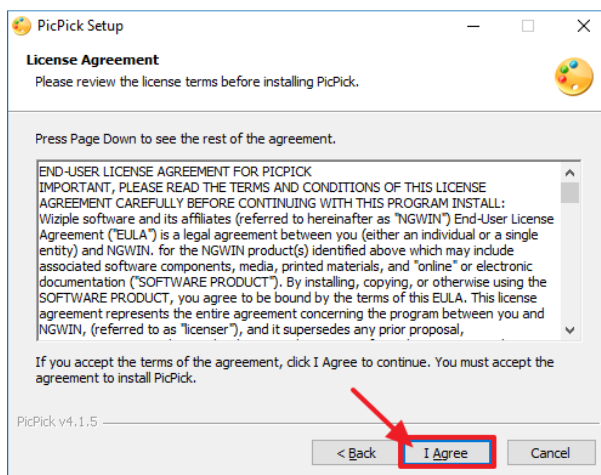 PicPick Setup
License Agreement
Please review the license terms before installing PicPick.
Press Page Down to see the rest of the agreement.
END-USER LICENSE AGREEMENT FOR PICPICK
IMPORTANT, PLEASE READ THE TERMS AND CONDITIONS OF THIS LICENSE
AGREEMENT CAREFULLY BEFORE CONTINUING WITH THIS PROGRAM INSTALL:
Wiziple software and its affiliates (referred to hereinafter as "NGWIN") End-User License
Agreement ("EULA") is a legal agreement between you (either an individual or a single
entity) and NGWIN. for the NGWIN product(s) identified above which may include
associated software components, media, printed materials, and "online" or electronic
documentation ("SOFTWARE PRODUCT"). By installing, copying, or otherwise using the
SOFTWARE PRODUCT, you agree to be bound by the terms of this EULA. This license
agreement represents the entire agreement concerning the program between you and
NGWIN, (referred to as "licenser"), and it supersedes any prior proposal,
If you accept the terms of the agreement, click I Agree to continue. You must accept the
agreement to install PicPick.
PicPick v4.1.5
< Back I Agree Cancel